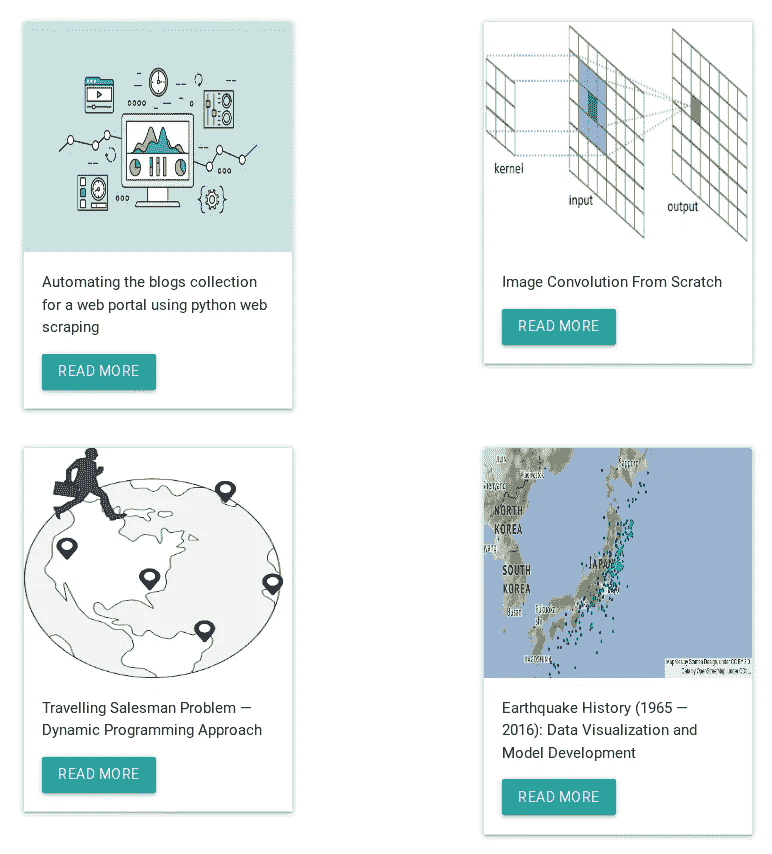 kernel
input
output
Automating the blogs collection
for a web portal using python web
scraping
READ MORE
Image Convolution From Scratch
READ MORE
Travelling Salesman Problem —
Dynamic Programming Approach
READ MORE
NORTH
KOREA
SOUTH
KOREA
Busan
JAPAN
Earthquake History (1965 —
2016): Data Visualization and
Model Development
READ MORE